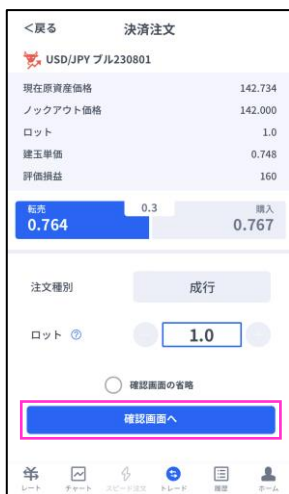 <戻る 決済注文
USD/JPY ブル230801
現在原資産価格 142.734
ノックアウト価格 142.000
ロット 1.0
建玉単価 0.748
評価損益 160
転売 0.3 購入
0.764 0.767
注文種別 成行
ロット ? 1.0
確認画面の省略
確認画面へ
レート チャート スピード注文 トレード 履歴 ホーム